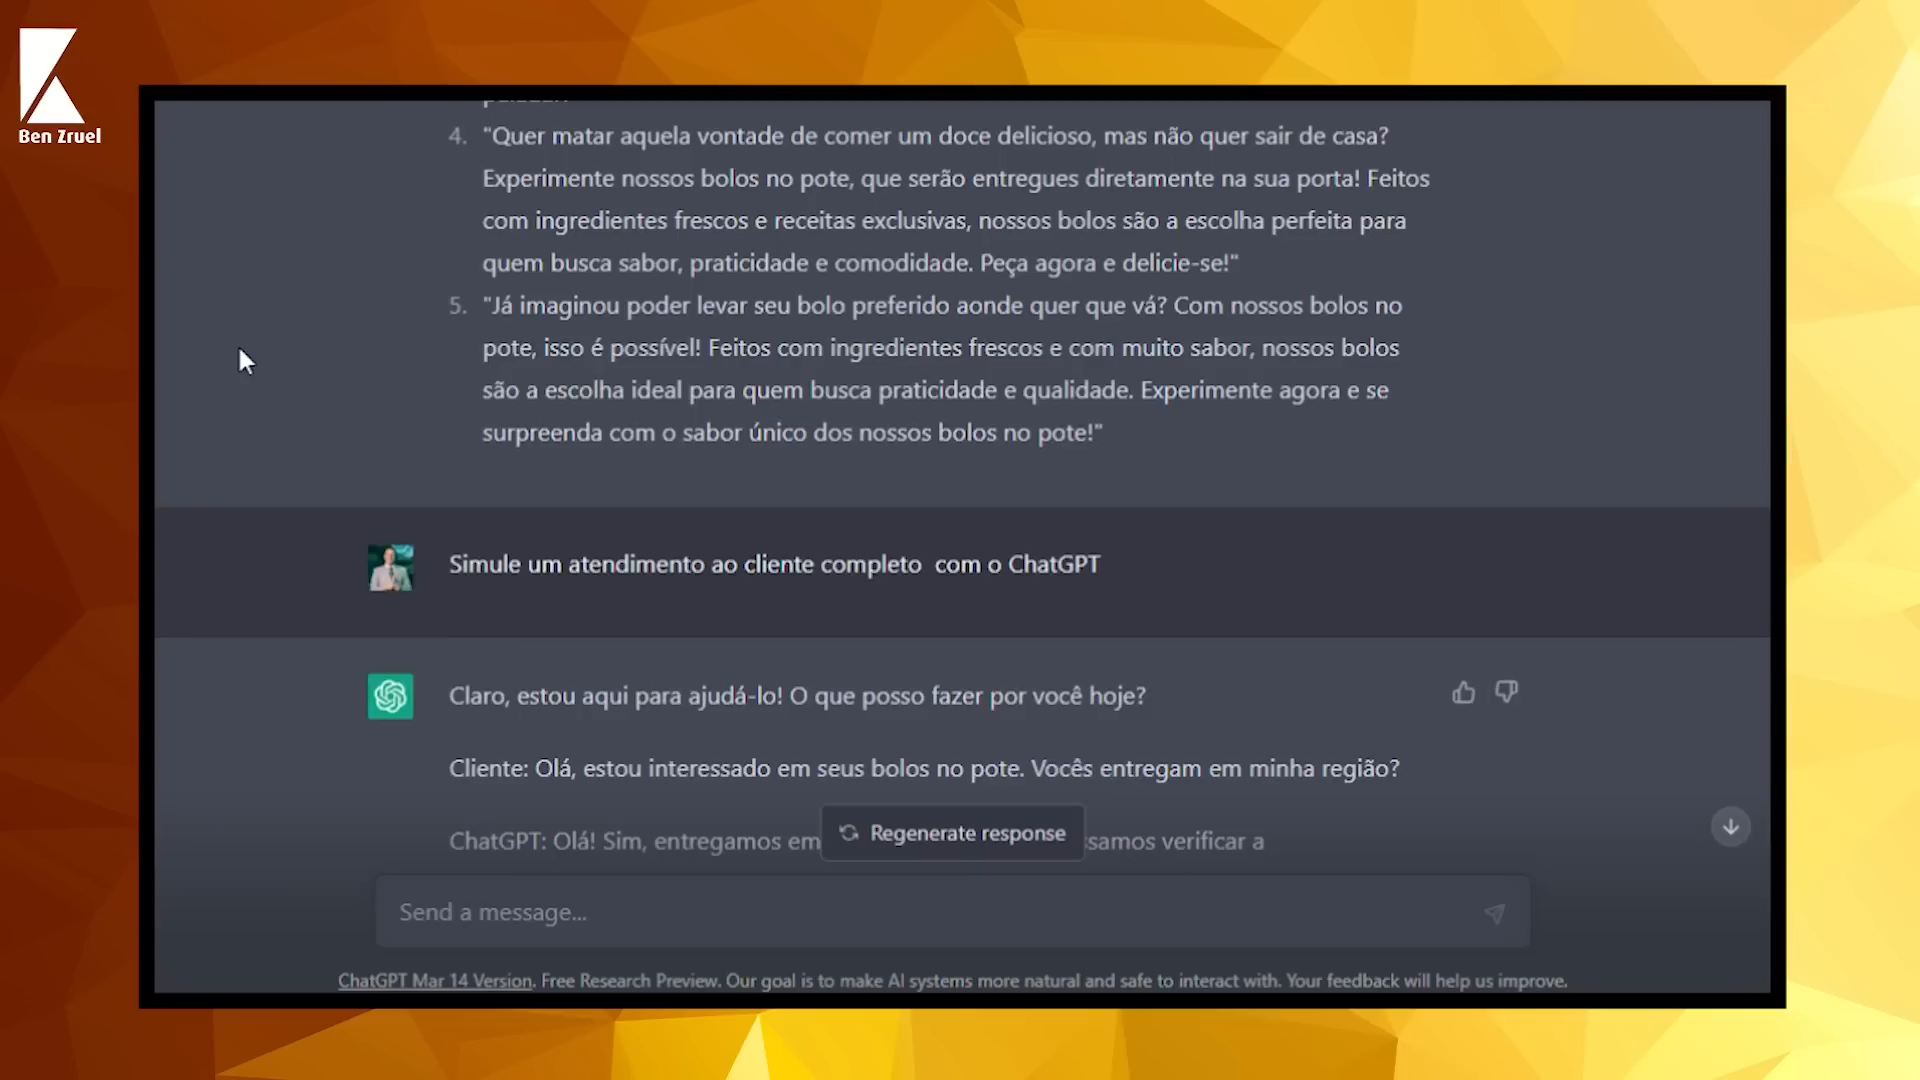 Ben Zruel
4. "Quer matar aquela vontade de comer um doce delicioso, mas não quer sair de casa?
Experimente nossos bolos no pote, que serão entregues diretamente na sua porta! Feitos
com ingredientes frescos e receitas exclusivas, nossos bolos são a escolha perfeita para
quem busca sabor, praticidade e comodidade. Peça agora e delicie-se!"
5. "Já imaginou poder levar seu bolo preferido aonde quer que vá? Com nossos bolos no
pote, isso é possível! Feitos com ingredientes frescos e com muito sabor, nossos bolos
são a escolha ideal para quem busca praticidade e qualidade. Experimente agora e se
surpreenda com o sabor único dos nossos bolos no pote!"
Simule um atendimento ao cliente completo  com o ChatGPT
Claro, estou aqui para ajudá-lo! O que posso fazer por você hoje?
Cliente: Olá, estou interessado em seus bolos no pote. Vocês entregam em minha região?
ChatGPT: Olá! Sim, entregamos em samos verificar a
Regenerate response
Send a message...
ChatGPT Mar 14 Version. Free Research Preview. Our goal is to make AI systems more natural and safe to interact with. Your feedback will help us improve.